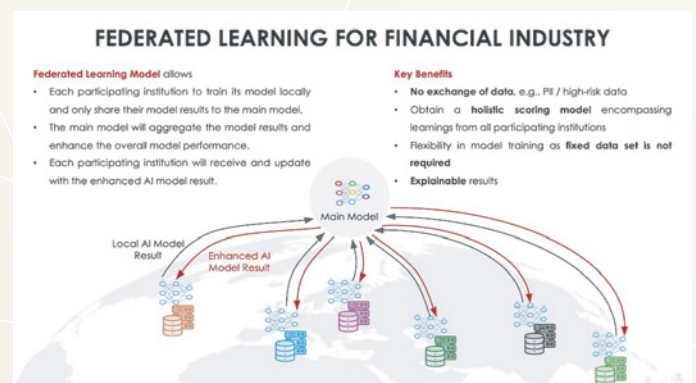 FEDERATED LEARNING FOR FINANCIAL INDUSTRY
Federated Learning Model allows
• Each participating institution to train its model locally
and only share their model results to the main model.
• The main model will aggregate the model results and
enhance the overall model performance.
• Each participating institution will receive and update
with the enhanced AI model result.
Key Benefits
• No exchange of data, e.g.. PII / high-risk data
• Obtain a holistic scoring model encompassing
learnings from all participating institutions
• Flexibility in model training as fixed data set is not
required
• Explainable results
Main Model
Local AI Model
Result
Enhanced AI
Model Result